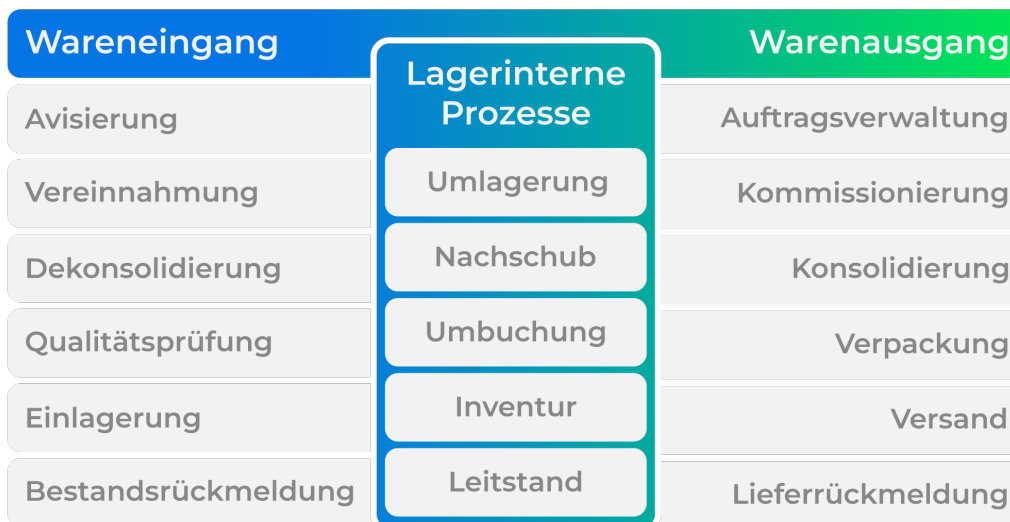 Wareneingang
Avisierung
Vereinnahmung
Dekonsolidierung
Qualitätsprüfung
Einlagerung
Bestandsrückmeldung
Lagerinterne
Prozesse
Umlagerung
Nachschub
Umbuchung
Inventur
Leitstand
Warenausgang
Auftragsverwaltung
Kommissionierung
Konsolidierung
Verpackung
Versand
Lieferrückmeldung